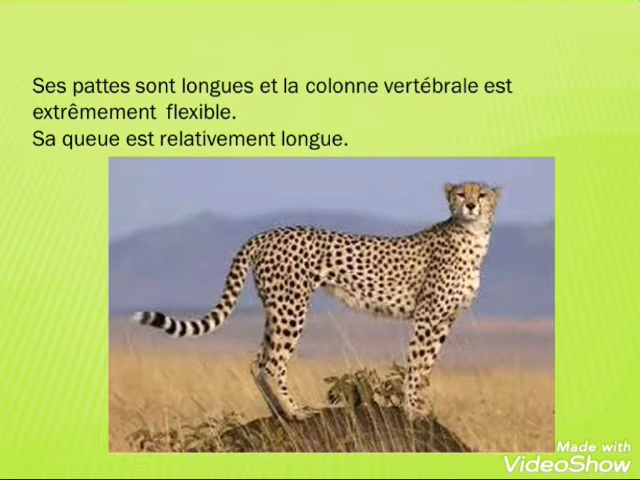 Ses pattes sont longues et la colonne vertébrale est
extrêmement flexible.
Sa queue est relativement longue.
Made with
VideoShow